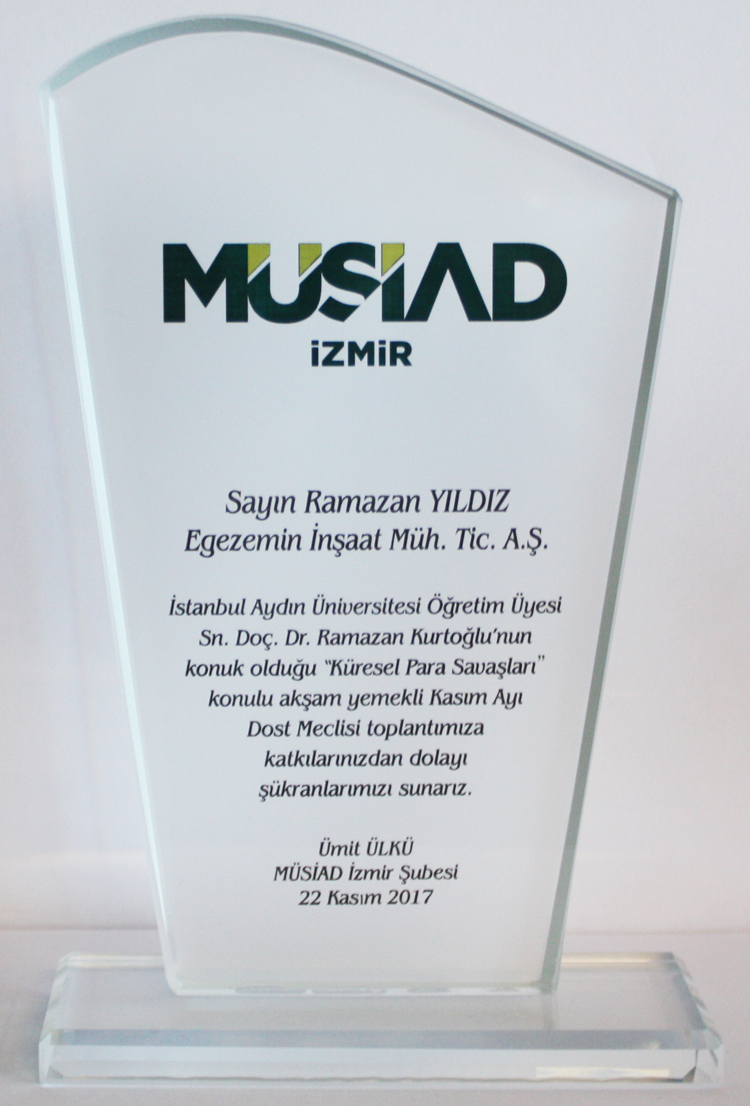 MÜSİAD
İZMİR
Sayın Ramazan YILDIZ
Egezemin İnşaat Müh. Tic. A.Ş.
İstanbul Aydın Üniversitesi Öğretim Üyesi
Sn. Doç. Dr. Ramazan Kurtoğlu'nun
konuk olduğu "Küresel Para Savaşları"
konulu akşam yemekli Kasım Ayı
Dost Meclisi toplantımıza
katkılarınızdan dolayı
şükranlarımızı sunarız.
Ümit ÜLKÜ
MÜSİAD İzmir Şubesi
22 Kasım 2017